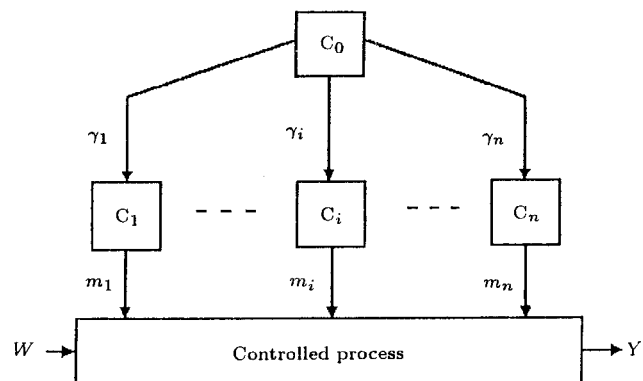 C₀
γ₁ γᵢ γₙ
C₁ Cᵢ Cₙ
m₁ mᵢ mₙ
W Controlled process Y